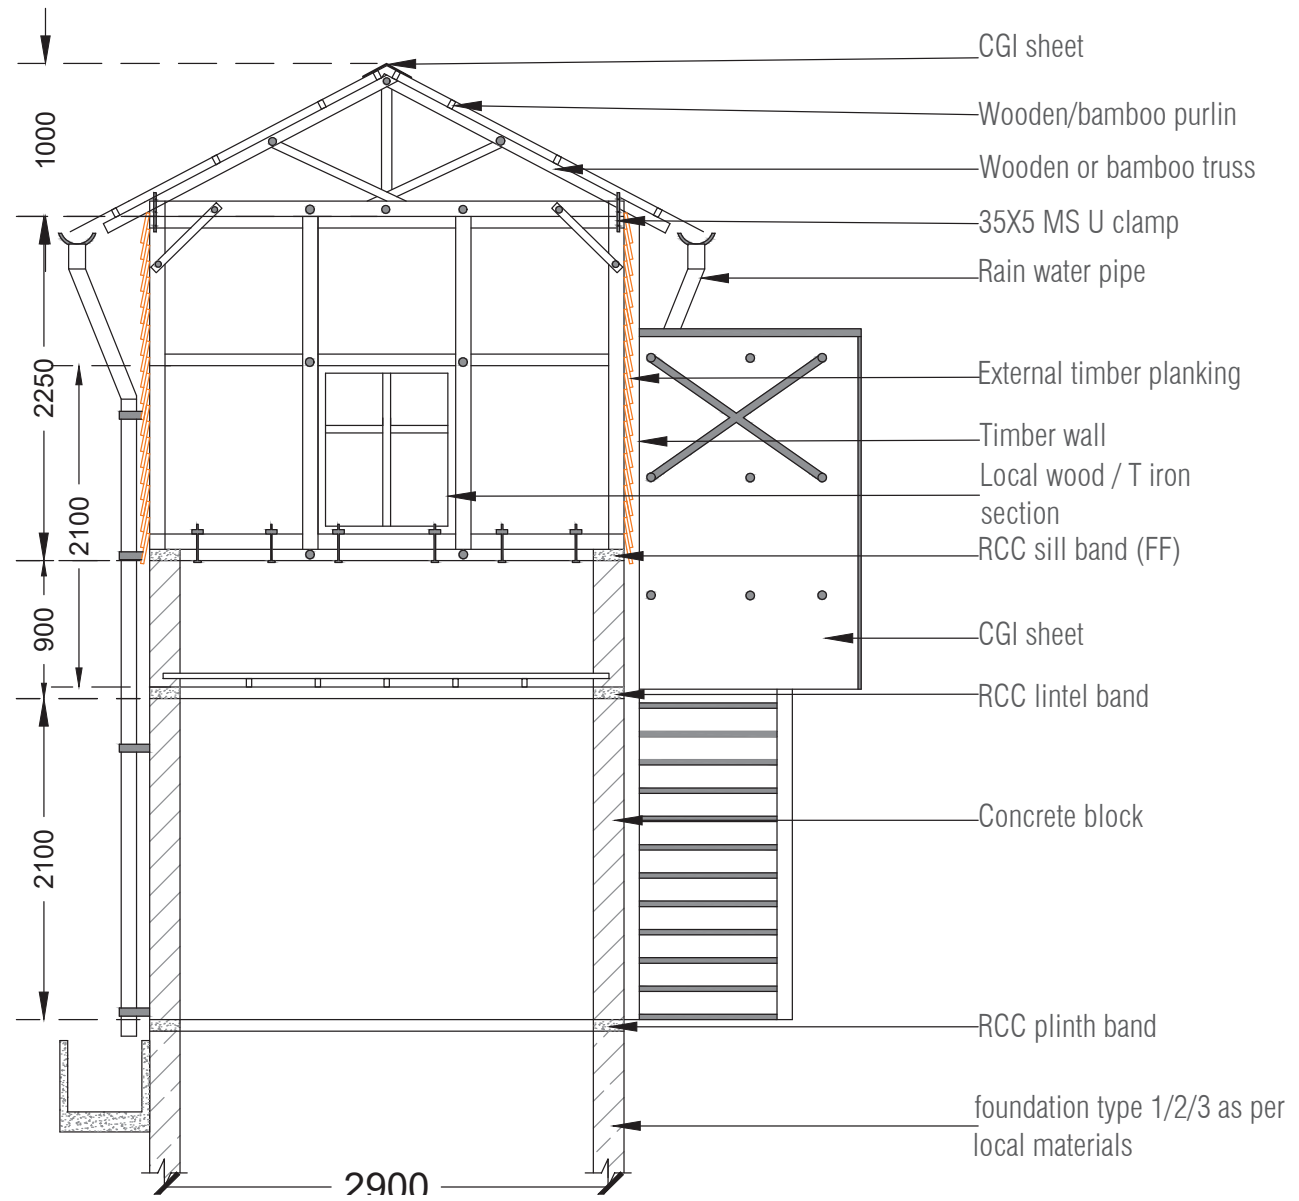 CGI sheet
Wooden/bamboo purlin
Wooden or bamboo truss
35X5 MS U clamp
Rain water pipe
External timber planking
Timber wall
Local wood / T iron
section
RCC sill band (FF)
CGI sheet
RCC lintel band
Concrete block
RCC plinth band
foundation type 1/2/3 as per
local materials
1000
2250
2100
900
2100
2900